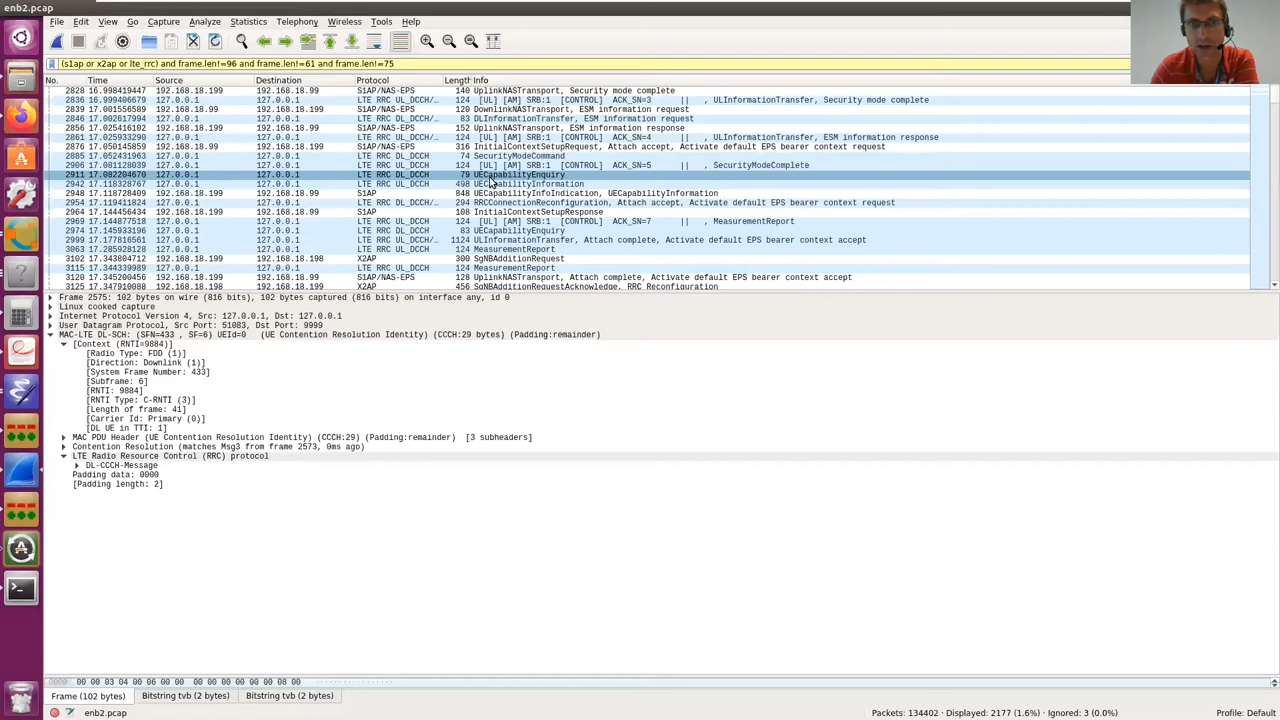 enb2.pcap
File Edit View Go Capture Analyze Statistics Telephony Wireless Tools Help
(s1ap or x2ap or lte_rrc) and frame.len!=96 and frame.len!=61 and frame.len!=75
No. Time Source Destination Protocol Length Info
2828 16.998419447 192.168.18.199 192.168.18.99 S1AP/NAS-EPS 140 UplinkNASTransport, Security mode complete
2836 16.999406679 127.0.0.1 127.0.0.1 LTE RRC UL_DCCH/… 124 [UL] [AM] SRB:1 [CONTROL] ACK_SN=3 || , ULInformationTransfer, Security mode complete
2839 17.001556589 192.168.18.99 192.168.18.199 S1AP/NAS-EPS 120 DownlinkNASTransport, ESM information request
2846 17.002617994 127.0.0.1 127.0.0.1 LTE RRC DL_DCCH/… 83 DLInformationTransfer, ESM information request
2858 17.025416102 192.168.18.199 192.168.18.99 S1AP/NAS-EPS 152 UplinkNASTransport, ESM information response
2861 17.025933290 127.0.0.1 127.0.0.1 LTE RRC UL_DCCH/… 124 [UL] [AM] SRB:1 [CONTROL] ACK_SN=4 || , ULInformationTransfer, ESM information response
2876 17.050145859 192.168.18.99 192.168.18.199 S1AP/NAS-EPS 316 InitialContextSetupRequest, Attach accept, Activate default EPS bearer context request
2885 17.052431963 127.0.0.1 127.0.0.1 LTE RRC DL_DCCH 74 SecurityModeCommand
2906 17.081128039 127.0.0.1 127.0.0.1 LTE RRC UL_DCCH 124 [UL] [AM] SRB:1 [CONTROL] ACK_SN=5 || , SecurityModeComplete
2911 17.082204670 127.0.0.1 127.0.0.1 LTE RRC DL_DCCH 79 UECapabilityEnquiry
2942 17.118328767 127.0.0.1 127.0.0.1 LTE RRC UL_DCCH 498 UECapabilityInformation
2948 17.118728409 192.168.18.199 192.168.18.99 S1AP 848 UECapabilityInfoIndication, UECapabilityInformation
2954 17.119411824 127.0.0.1 127.0.0.1 LTE RRC DL_DCCH/… 294 RRCConnectionReconfiguration, Attach accept, Activate default EPS bearer context request
2964 17.144456434 192.168.18.199 192.168.18.99 S1AP 108 InitialContextSetupResponse
2969 17.144877518 127.0.0.1 127.0.0.1 LTE RRC UL_DCCH 124 [UL] [AM] SRB:1 [CONTROL] ACK_SN=7 || , MeasurementReport
2974 17.145933196 127.0.0.1 127.0.0.1 LTE RRC DL_DCCH 83 UECapabilityEnquiry
2999 17.177816561 127.0.0.1 127.0.0.1 LTE RRC UL_DCCH/… 1124 ULInformationTransfer, Attach complete, Activate default EPS bearer context accept
3063 17.285928128 127.0.0.1 127.0.0.1 LTE RRC UL_DCCH 124 MeasurementReport
3102 17.343804712 192.168.18.199 192.168.18.198 X2AP 300 SgNBAdditionRequest
3115 17.344339989 127.0.0.1 127.0.0.1 LTE RRC UL_DCCH 124 MeasurementReport
3120 17.345200456 192.168.18.199 192.168.18.99 S1AP/NAS-EPS 128 UplinkNASTransport, Attach complete, Activate default EPS bearer context accept
3125 17.347910088 192.168.18.198 192.168.18.199 X2AP 456 SgNBAdditionRequestAcknowledge, RRC Reconfiguration
Frame 2575: 102 bytes on wire (816 bits), 102 bytes captured (816 bits) on interface any, id 0
Linux cooked capture
Internet Protocol Version 4, Src: 127.0.0.1, Dst: 127.0.0.1
User Datagram Protocol, Src Port: 51083, Dst Port: 9999
MAC-LTE DL-SCH: (SFN=433 , SF=6) UEId=0 (UE Contention Resolution Identity) (CCCH:29 bytes) (Padding:remainder)
[Context (RNTI=9884)]
[Radio Type: FDD (1)]
[Direction: Downlink (1)]
[System Frame Number: 433]
[Subframe: 6]
[RNTI: 9884]
[RNTI Type: C-RNTI (3)]
[Length of frame: 41]
[Carrier Id: Primary (0)]
[DL UE in TTI: 1]
MAC PDU Header (UE Contention Resolution Identity) (CCCH:29) (Padding:remainder) [3 subheaders]
Contention Resolution (matches Msg3 from frame 2573, 0ms ago)
LTE Radio Resource Control (RRC) protocol
DL-CCCH-Message
Padding data: 0000
[Padding length: 2]
0000 00 00 03 04 00 06 00 00 00 00 00 00 00 00 08 00
Frame (102 bytes) Bitstring tvb (2 bytes) Bitstring tvb (2 bytes)
enb2.pcap Packets: 134402 · Displayed: 2177 (1.6%) · Ignored: 3 (0.0%) Profile: Default